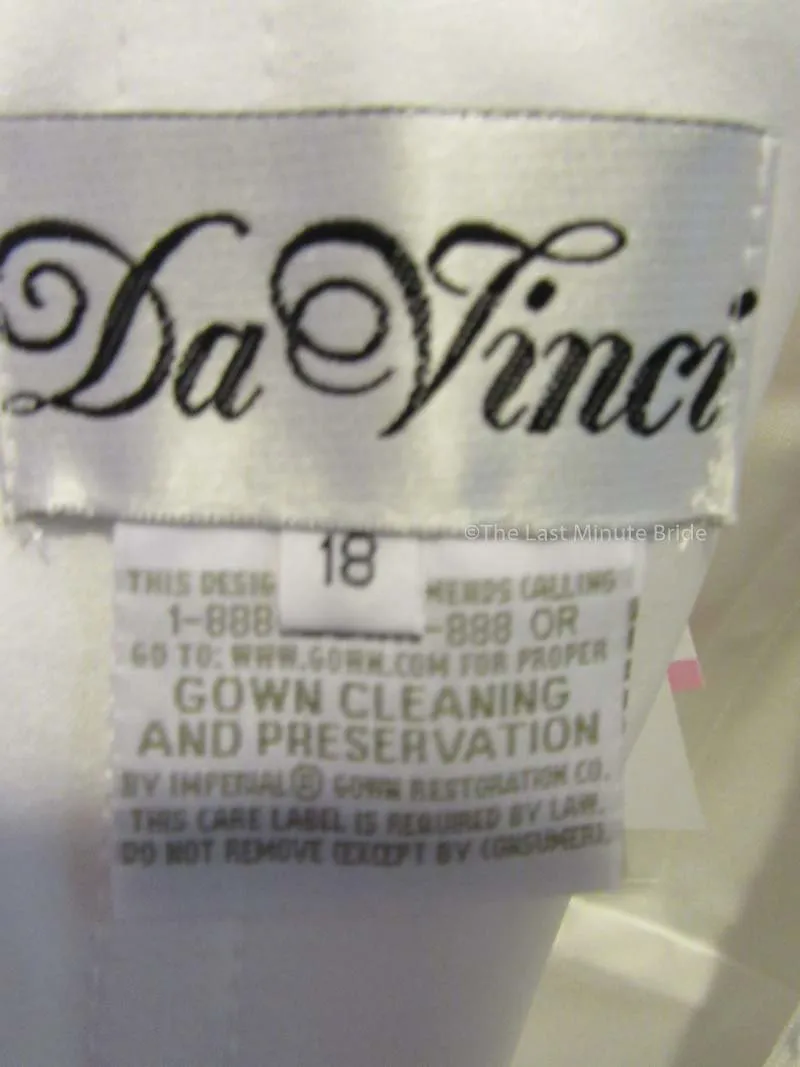 Da Vinci
©The Last Minute Bride
18
THIS DESIG MENDS CALLING
1-888 -888 OR
GO TO: WWW.GOWN.COM FOR PROPER
GOWN CLEANING
AND PRESERVATION
BY IMPERIAL® GOWN RESTORATION CO.
THIS CARE LABEL IS REQUIRED BY LAW.
DO NOT REMOVE (EXCEPT BY CONSUMER).